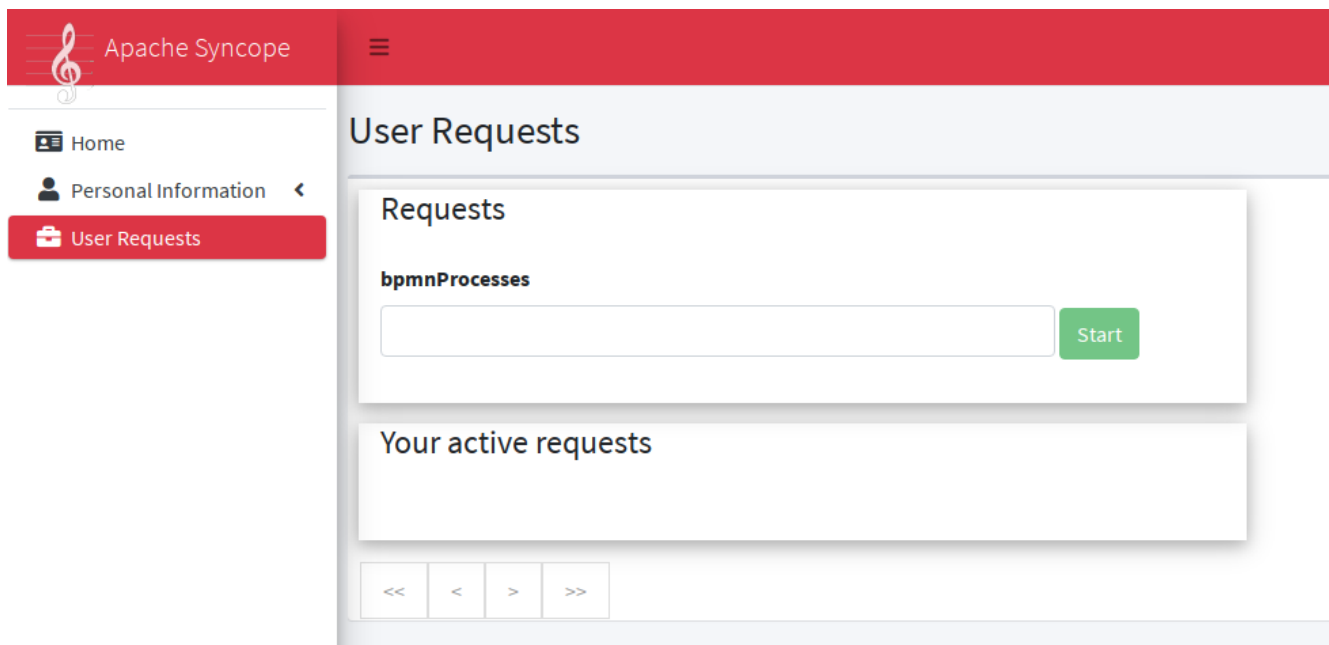 Apache Syncope
Home
Personal Information
User Requests
User Requests
Requests
bpmnProcesses
Start
Your active requests
<< < > >>